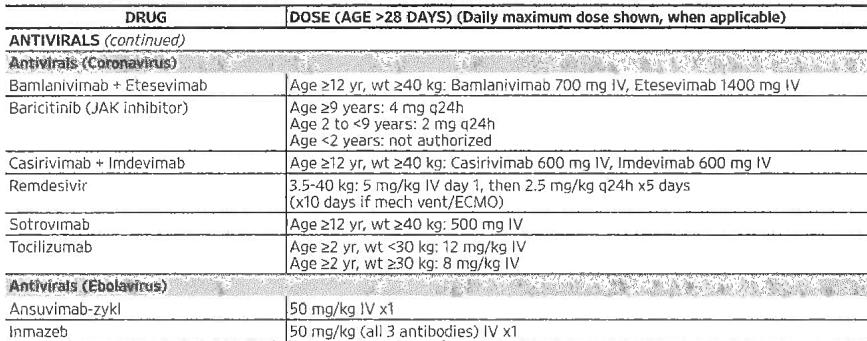 DRUG DOSE (AGE >28 DAYS) (Daily maximum dose shown, when applicable)
ANTIVIRALS (continued)
Antivirals (Coronavirus)
Bamlanivimab + Etesevimab Age ≥12 yr, wt ≥40 kg: Bamlanivimab 700 mg IV, Etesevimab 1400 mg IV
Baricitinib (JAK inhibitor) Age ≥9 years: 4 mg q24h
Age 2 to <9 years: 2 mg q24h
Age <2 years: not authorized
Casirivimab + Imdevimab Age ≥12 yr, wt ≥40 kg: Casirivimab 600 mg IV, Imdevimab 600 mg IV
Remdesivir 3.5-40 kg: 5 mg/kg IV day 1, then 2.5 mg/kg q24h x5 days
(x10 days if mech vent/ECMO)
Sotrovimab Age ≥12 yr, wt ≥40 kg: 500 mg IV
Tocilizumab Age ≥2 yr, wt <30 kg: 12 mg/kg IV
Age ≥2 yr, wt ≥30 kg: 8 mg/kg IV
Antivirals (Ebolavirus)
Ansuvimab-zykl 50 mg/kg IV x1
Inmazeb 50 mg/kg (all 3 antibodies) IV x1